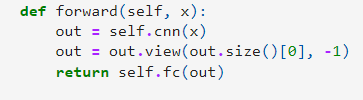 def forward(self, x):
    out = self.cnn(x)
    out = out.view(out.size()[0], -1)
    return self.fc(out)